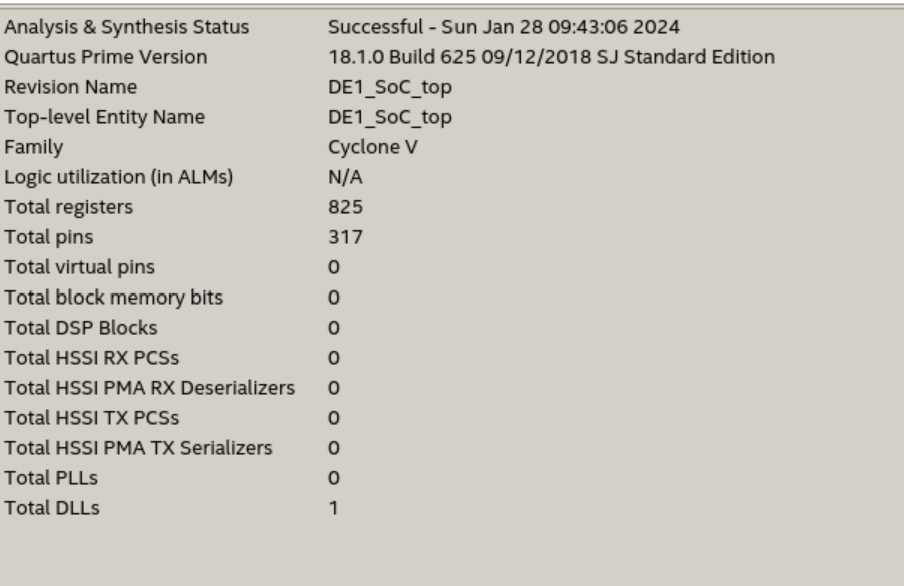 Analysis & Synthesis Status Successful - Sun Jan 28 09:43:06 2024
Quartus Prime Version 18.1.0 Build 625 09/12/2018 SJ Standard Edition
Revision Name DE1_SoC_top
Top-level Entity Name DE1_SoC_top
Family Cyclone V
Logic utilization (in ALMs) N/A
Total registers 825
Total pins 317
Total virtual pins 0
Total block memory bits 0
Total DSP Blocks 0
Total HSSI RX PCSs 0
Total HSSI PMA RX Deserializers 0
Total HSSI TX PCSs 0
Total HSSI PMA TX Serializers 0
Total PLLs 0
Total DLLs 1